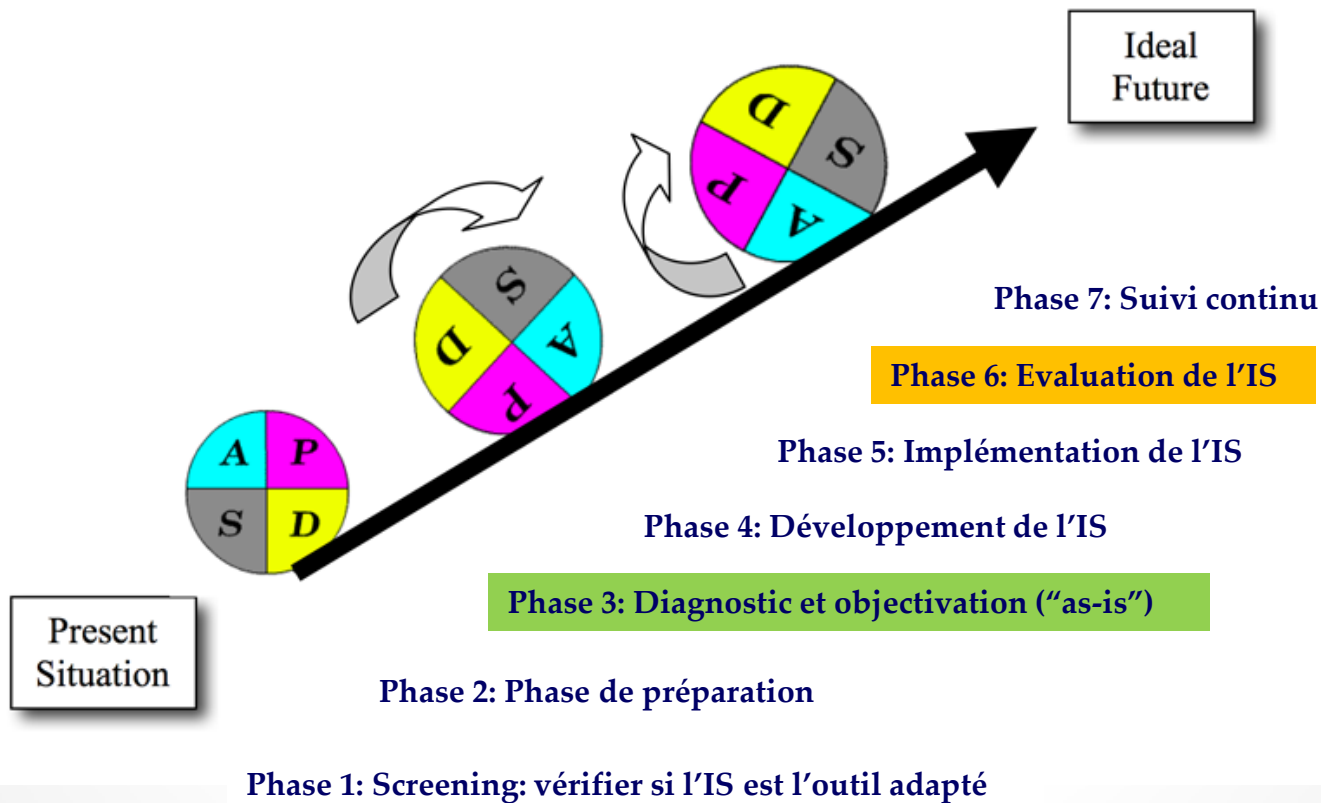 Ideal
Future
D
S
P
A
S
D
A
P
Phase 7: Suivi continu
Phase 6: Evaluation de l’IS
A
P
S
D
Phase 5: Implémentation de l’IS
Phase 4: Développement de l’IS
Phase 3: Diagnostic et objectivation (“as-is”)
Present
Situation
Phase 2: Phase de préparation
Phase 1: Screening: vérifier si l’IS est l’outil adapté